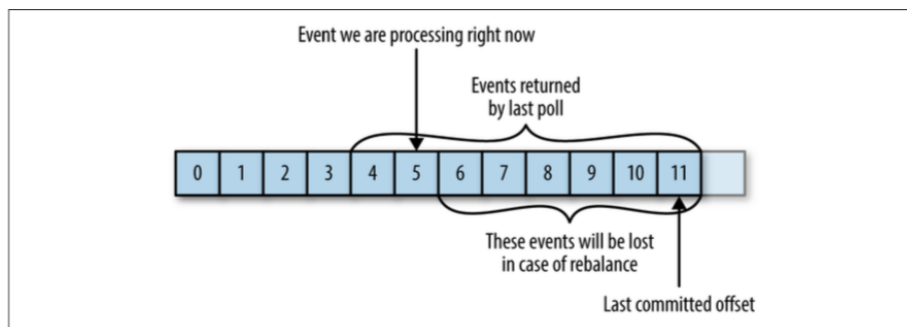 Event we are processing right now
Events returned
by last poll
0 1 2 3 4 5 6 7 8 9 10 11
These events will be lost
in case of rebalance
Last committed offset